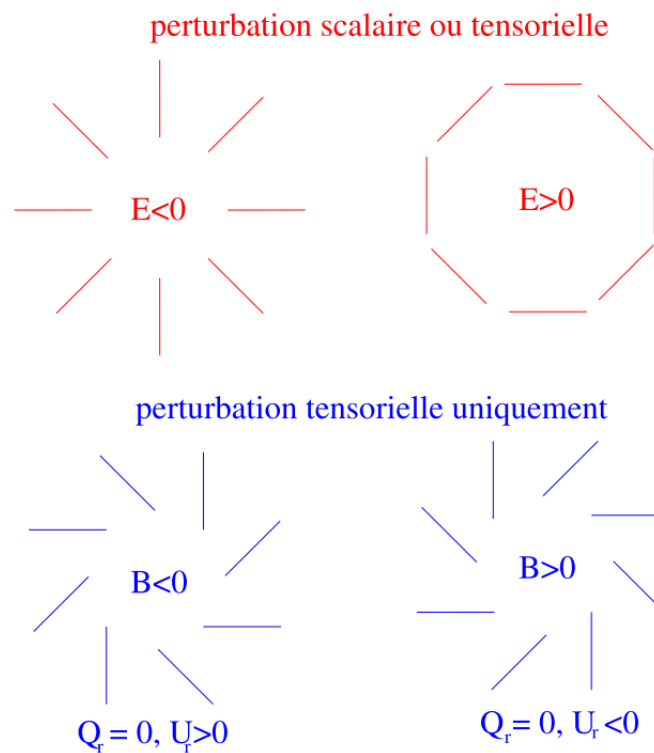 perturbation scalaire ou tensorielle
E<0
E>0
perturbation tensorielle uniquement
B<0
B>0
Qr = 0, Ur>0
Qr = 0, Ur<0